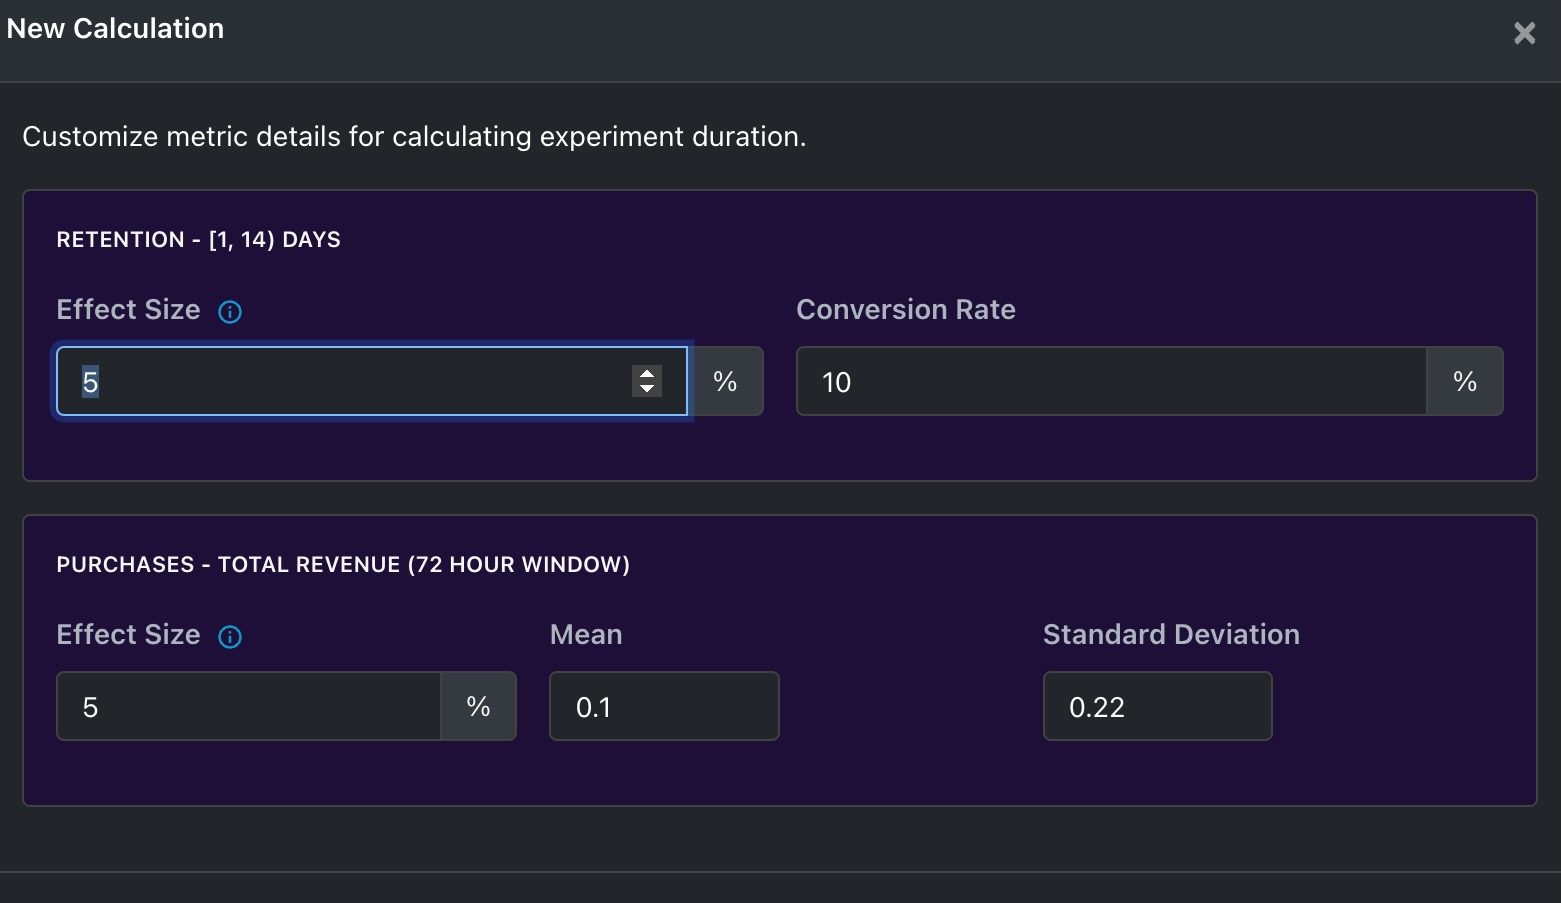 New Calculation
Customize metric details for calculating experiment duration.
RETENTION - [1, 14) DAYS
Effect Size
Conversion Rate
5 %
10 %
PURCHASES - TOTAL REVENUE (72 HOUR WINDOW)
Effect Size
Mean
Standard Deviation
5 %
0.1
0.22